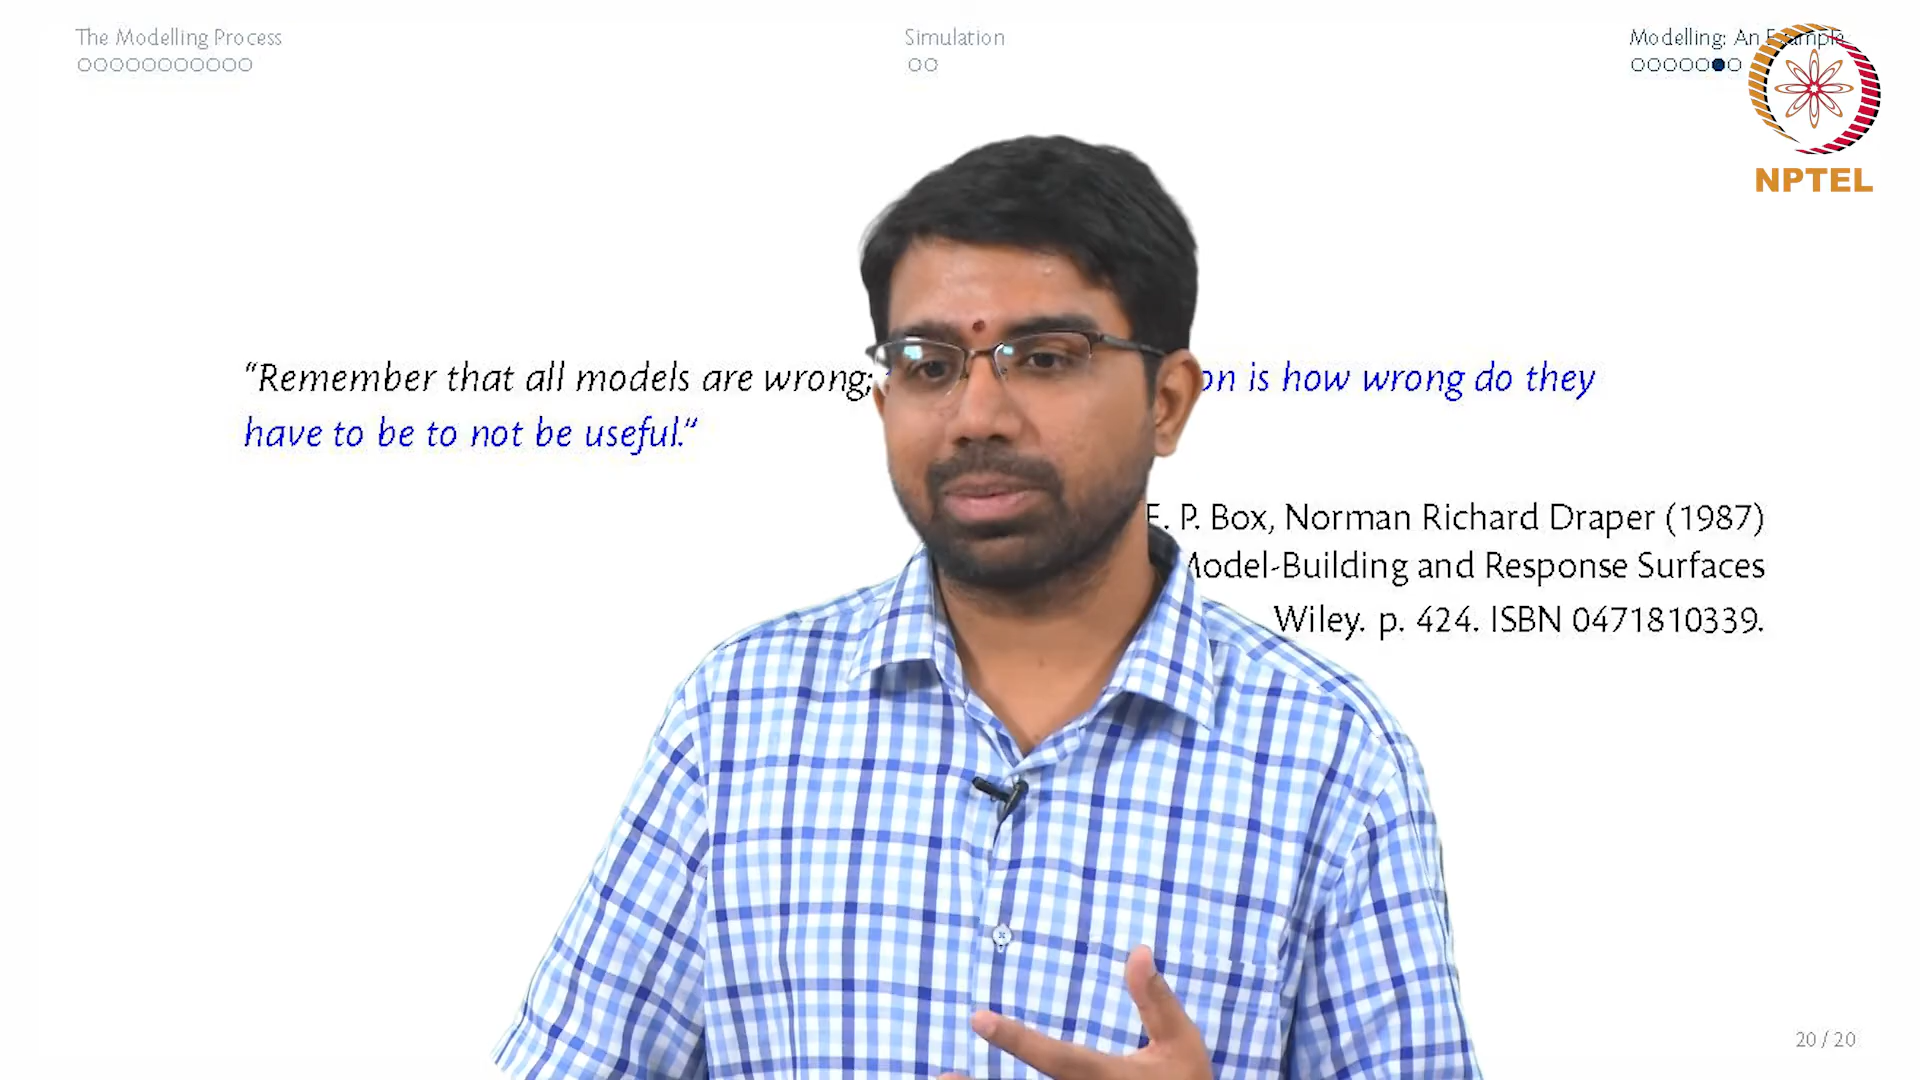 The Modelling Process
Simulation
Modelling: An Example
NPTEL
“Remember that all models are wrong; is how wrong do they
have to be to not be useful.”
P. Box, Norman Richard Draper (1987)
Model-Building and Response Surfaces
Wiley. p. 424. ISBN 0471810339.
20 / 20